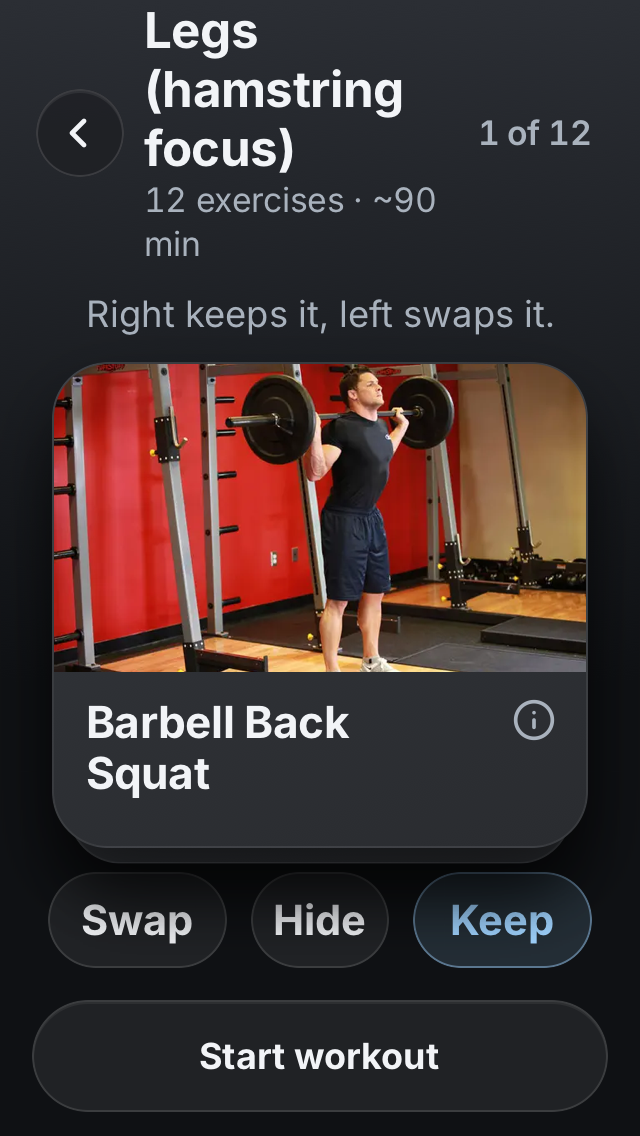 Legs
(hamstring
focus)
12 exercises · ~90
min
1 of 12
Right keeps it, left swaps it.
Barbell Back
Squat
Swap
Hide
Keep
Start workout